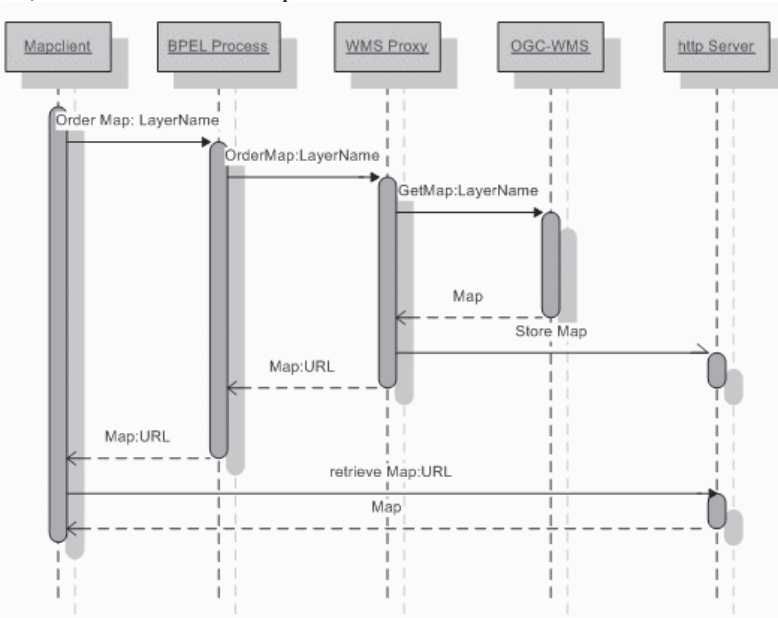 Mapclient
BPEL Process
WMS Proxy
OGC-WMS
http Server
Order Map: LayerName
OrderMap:LayerName
GetMap:LayerName
Map
Store Map
Map:URL
Map:URL
retrieve Map:URL
Map